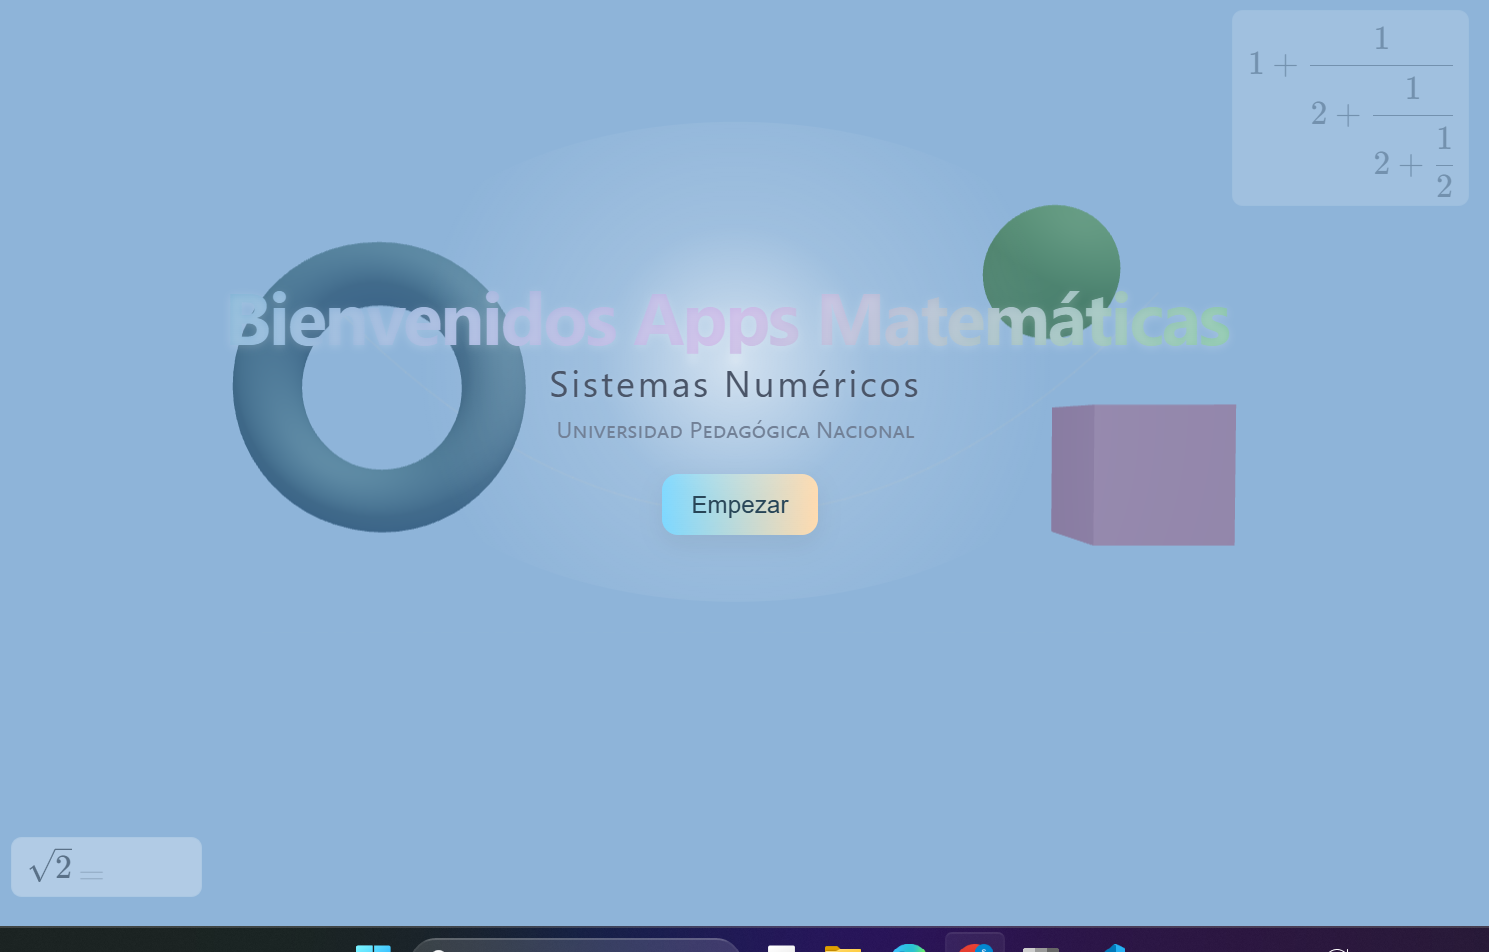 1 + 1
2 + 1
2 + 1
2
Bienvenidos Apps Matemáticas
Sistemas Numéricos
Universidad Pedagógica Nacional
Empezar
√2 =